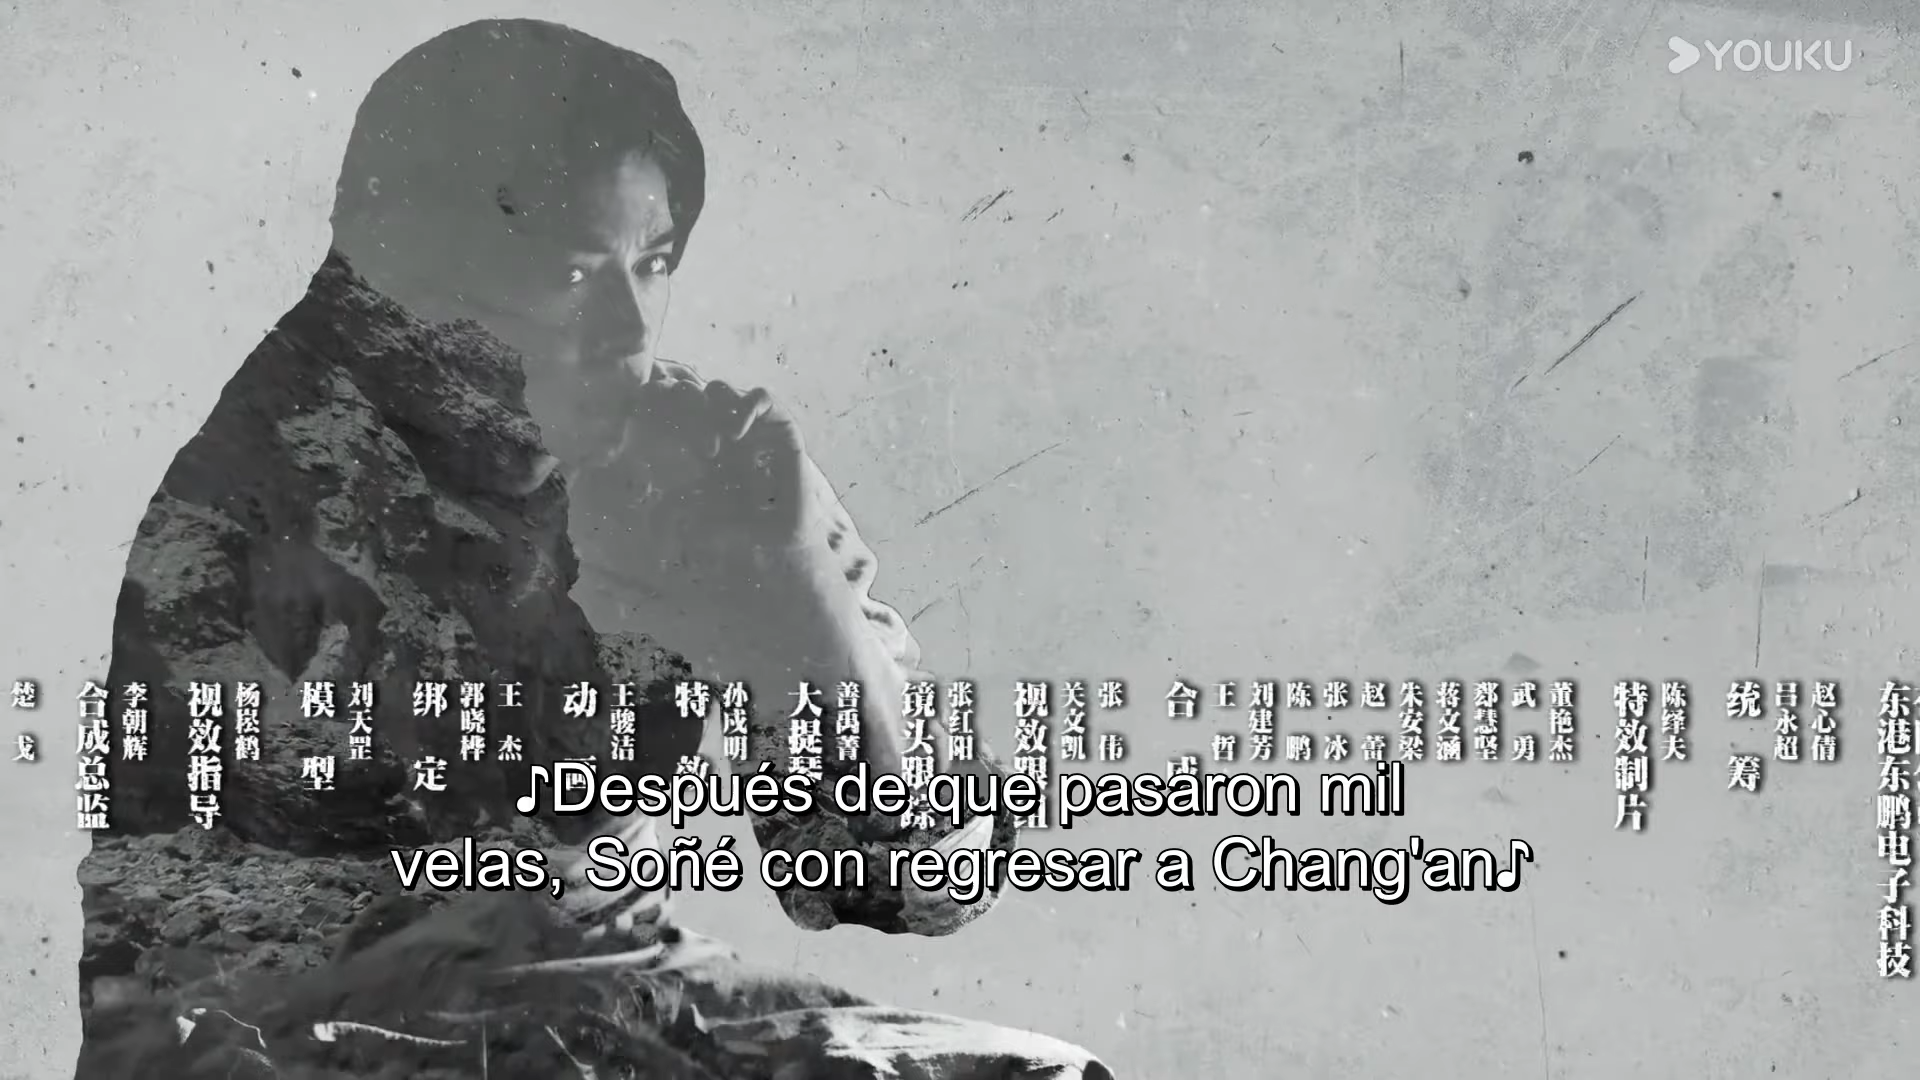 YOUKU
楚 戈
合成总监
李朝辉
视效指导
杨松鹤
模 型
刘天罡
绑 定
郭晓桦
王 杰
动 画
王骏洁
特 效
孙成明
大提琴
善禹菁
镜头跟踪
张红阳
视效跟组
关文凯
张 伟
合 成
王 哲
刘建芳
陈 鹏
张 冰
赵 蕾
朱安梁
蒋文涵
鄢慧坚
武 勇
董艳杰
特效制片
陈绎夫
统 筹
吕永超
赵心倩
东港东鹏电子科技
♪Después de que pasaron mil
velas, Soñé con regresar a Chang'an♪